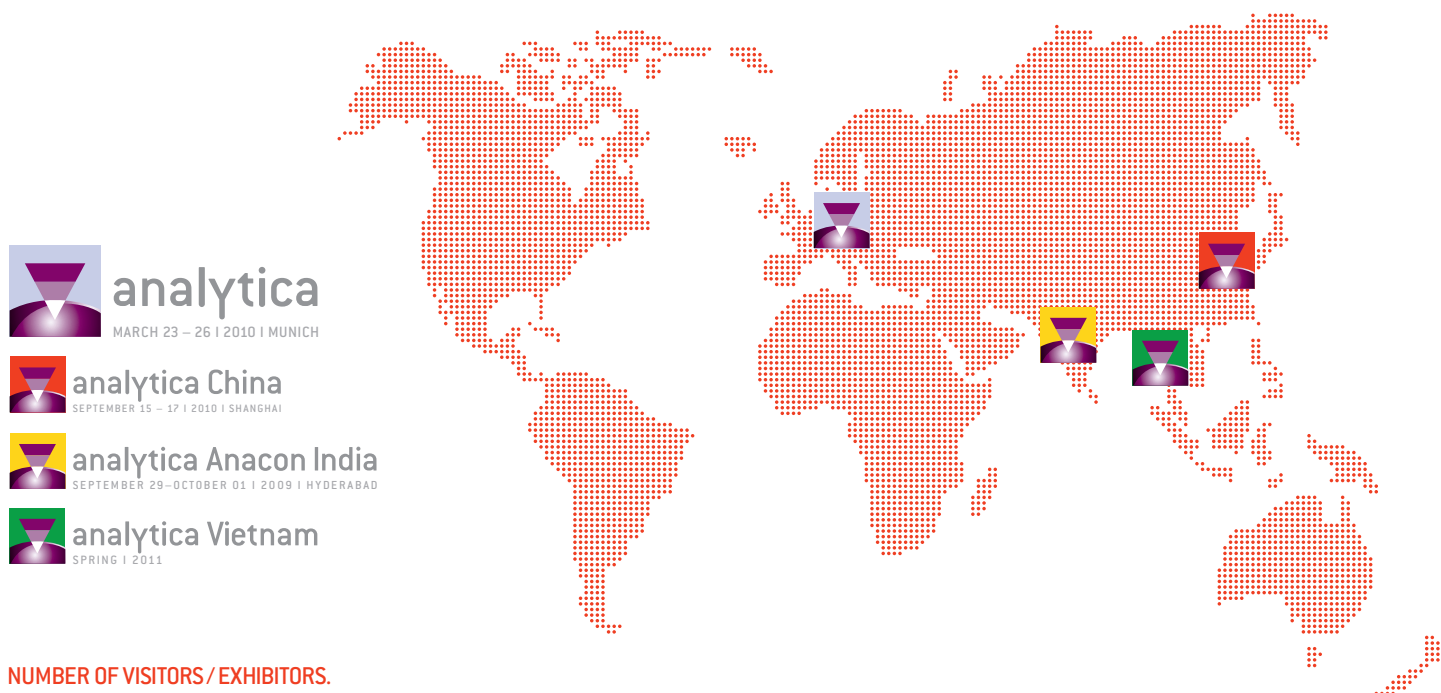 analytica
MARCH 23 – 26 I 2010 I MUNICH
analytica China
SEPTEMBER 15 – 17 I 2010 I SHANGHAI
analytica Anacon India
SEPTEMBER 29–OCTOBER 01 I 2009 I HYDERABAD
analytica Vietnam
SPRING I 2011
NUMBER OF VISITORS / EXHIBITORS.